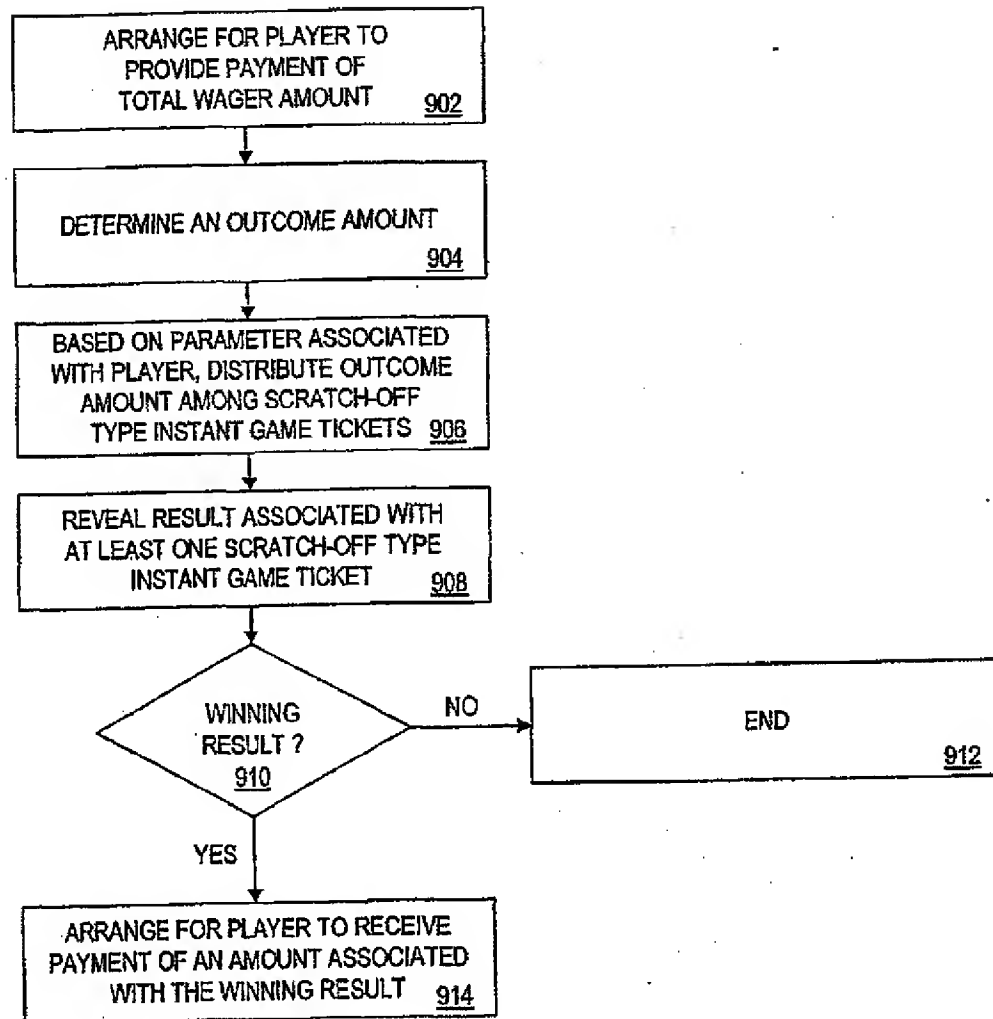 ARRANGE FOR PLAYER TO
PROVIDE PAYMENT OF
TOTAL WAGER AMOUNT 902
DETERMINE AN OUTCOME AMOUNT
904
BASED ON PARAMETER ASSOCIATED
WITH PLAYER, DISTRIBUTE OUTCOME
AMOUNT AMONG SCRATCH-OFF
TYPE INSTANT GAME TICKETS 906
REVEAL RESULT ASSOCIATED WITH
AT LEAST ONE SCRATCH-OFF TYPE
INSTANT GAME TICKET 908
WINNING
RESULT ?
910
NO
END
912
YES
ARRANGE FOR PLAYER TO RECEIVE
PAYMENT OF AN AMOUNT ASSOCIATED
WITH THE WINNING RESULT 914